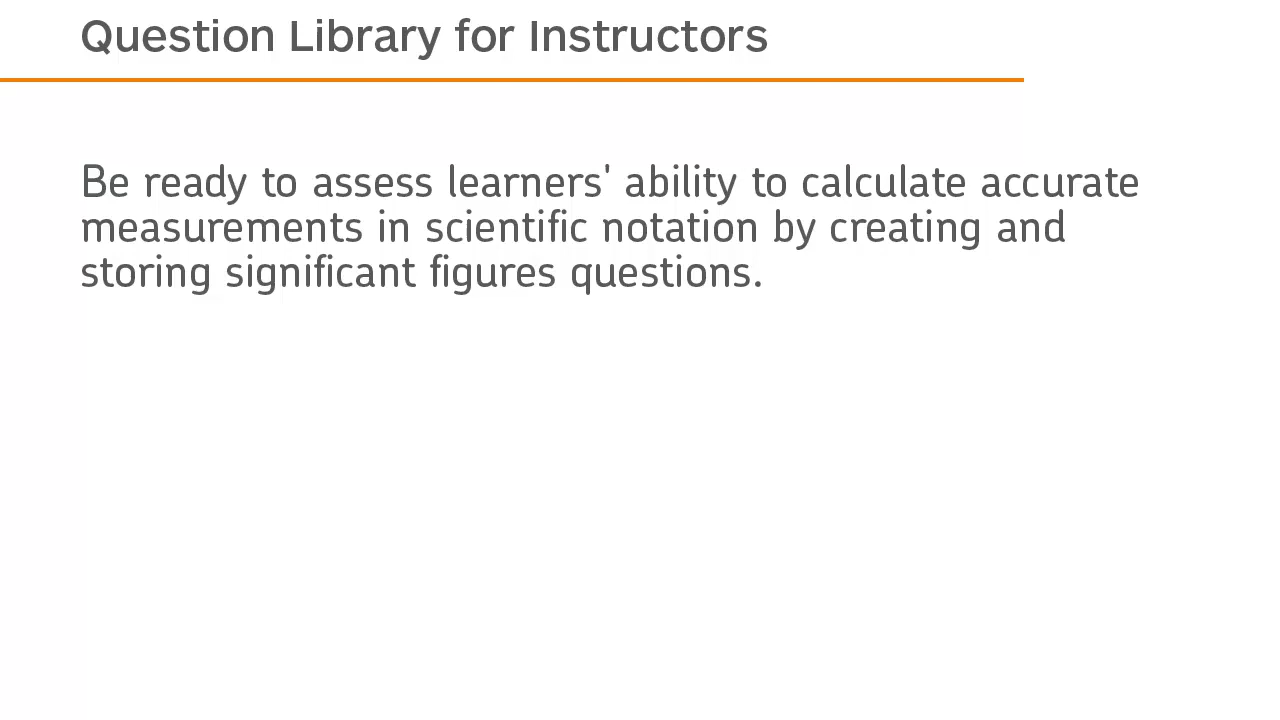 Question Library for Instructors
Be ready to assess learners' ability to calculate accurate
measurements in scientific notation by creating and
storing significant figures questions.